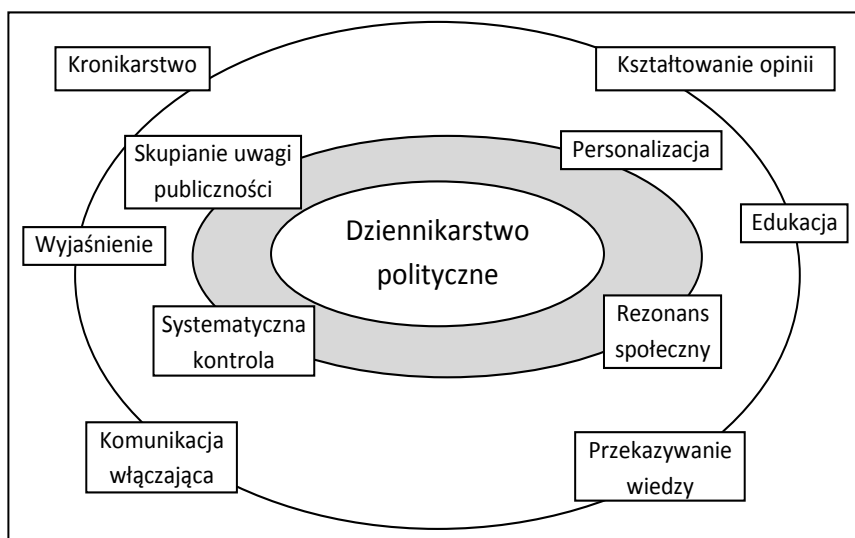 Kronikarstwo
Kształtowanie opinii
Skupianie uwagi
publiczności
Personalizacja
Wyjaśnienie
Dziennikarstwo
polityczne
Edukacja
Systematyczna
kontrola
Rezonans
społeczny
Komunikacja
włączająca
Przekazywanie
wiedzy